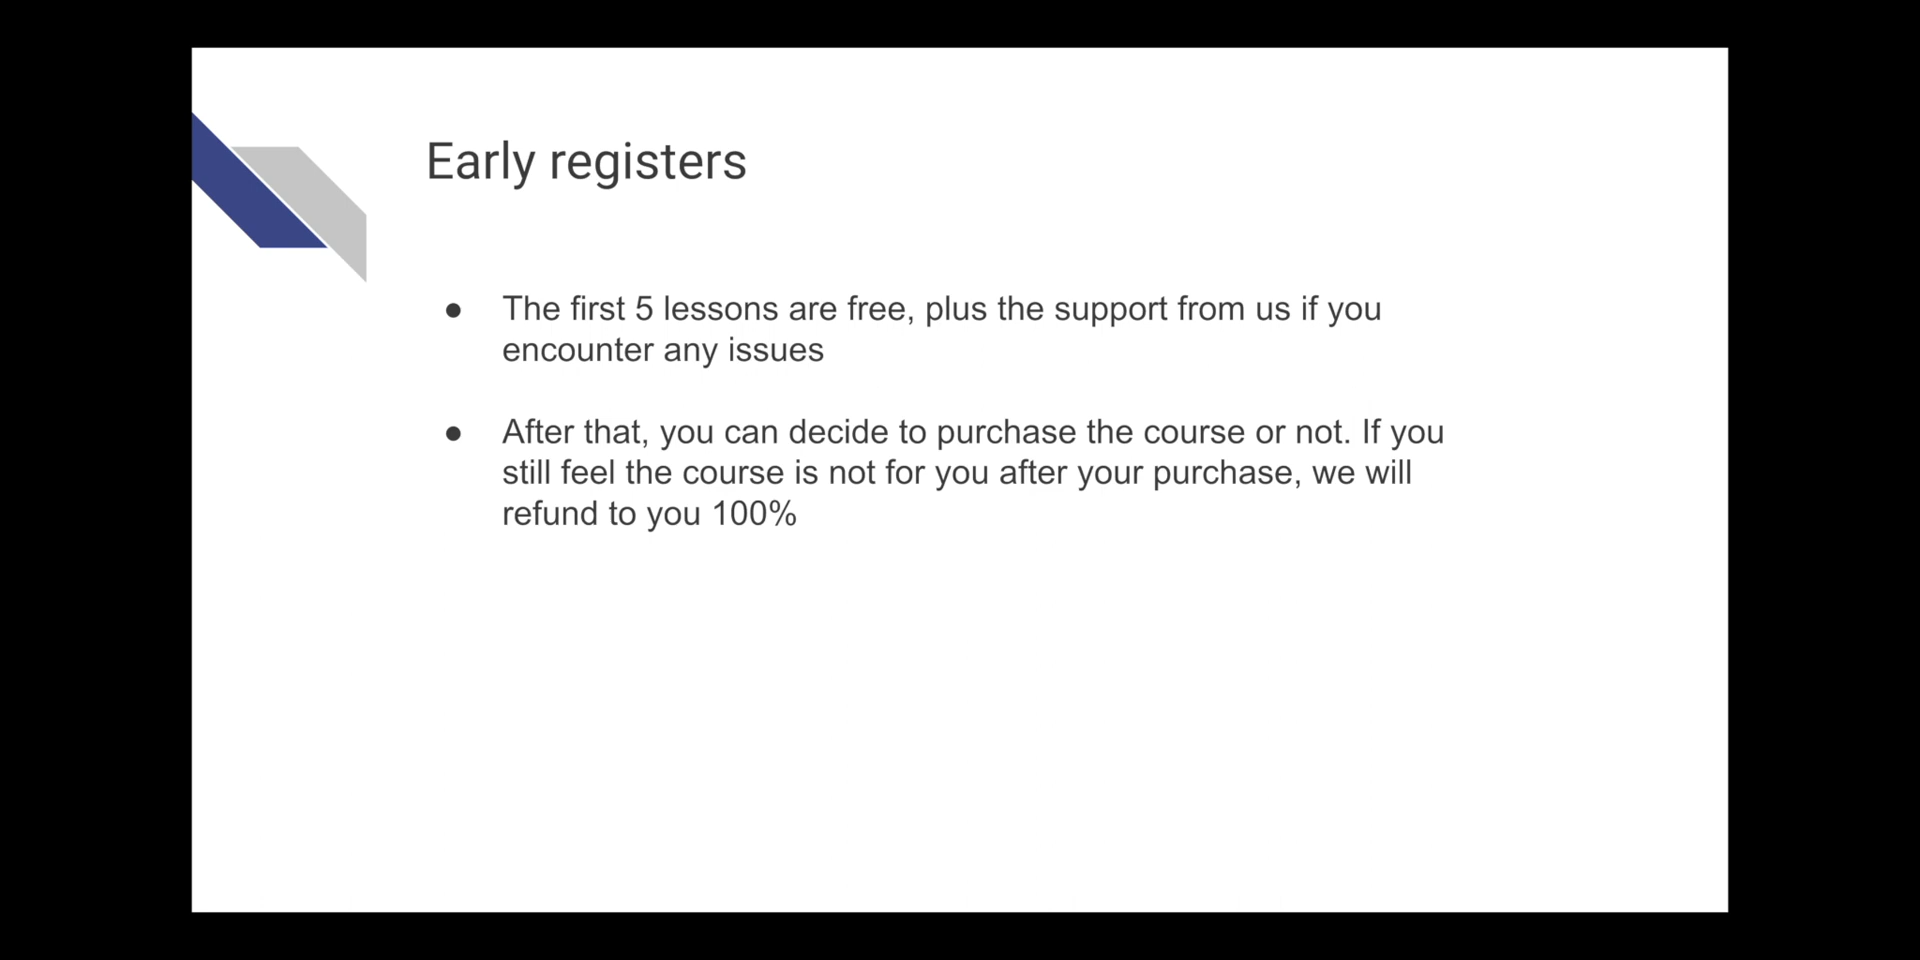 Early registers
● The first 5 lessons are free, plus the support from us if you
encounter any issues
● After that, you can decide to purchase the course or not. If you
still feel the course is not for you after your purchase, we will
refund to you 100%